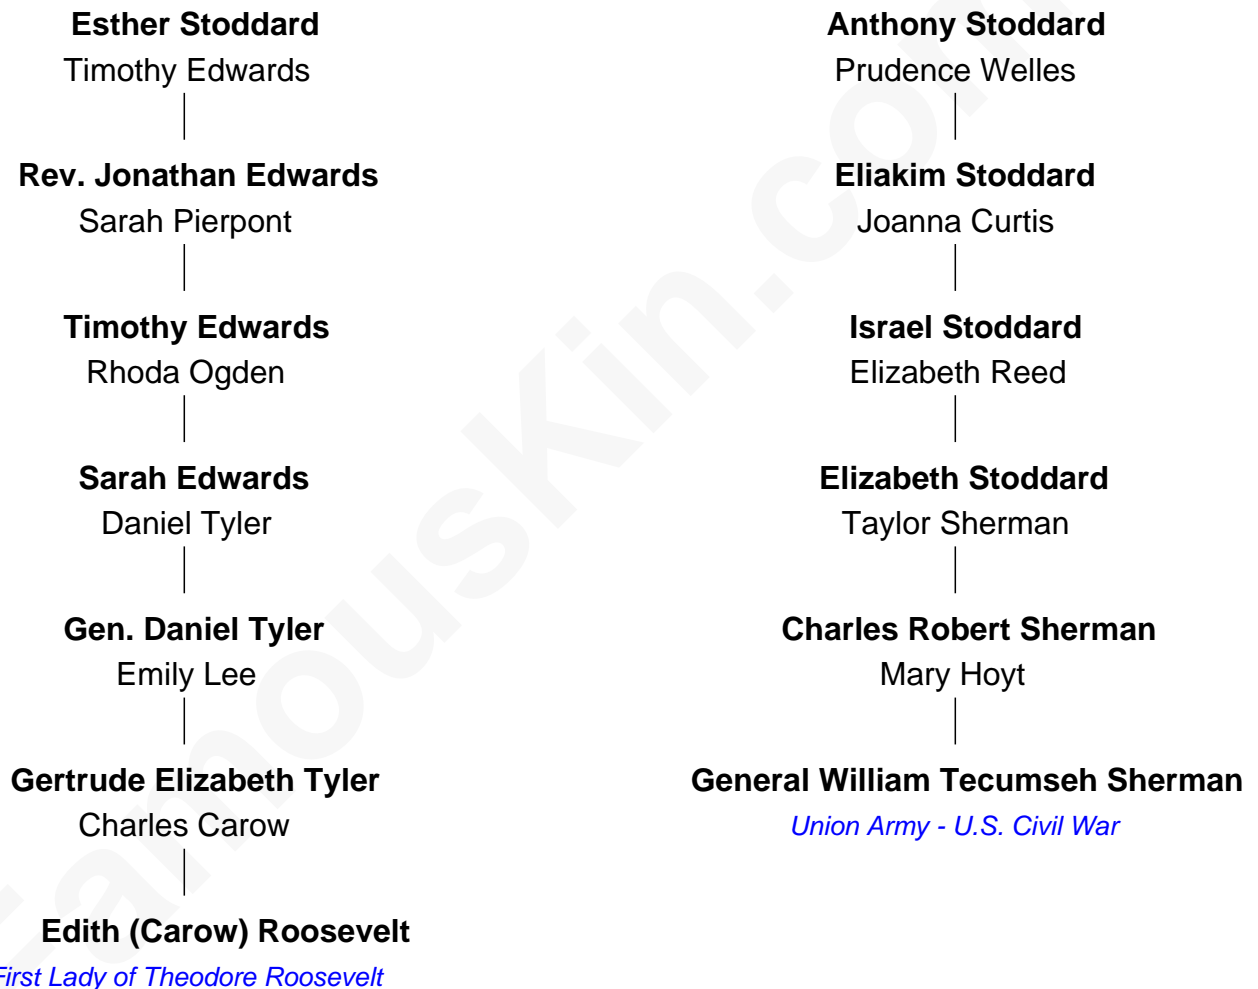 Esther Stoddard
Timothy Edwards
Rev. Jonathan Edwards
Sarah Pierpont
Timothy Edwards
Rhoda Ogden
Sarah Edwards
Daniel Tyler
Gen. Daniel Tyler
Emily Lee
Gertrude Elizabeth Tyler
Charles Carow
Edith (Carow) Roosevelt
First Lady of Theodore Roosevelt
Anthony Stoddard
Prudence Welles
Eliakim Stoddard
Joanna Curtis
Israel Stoddard
Elizabeth Reed
Elizabeth Stoddard
Taylor Sherman
Charles Robert Sherman
Mary Hoyt
General William Tecumseh Sherman
Union Army - U.S. Civil War
FamousKin.com